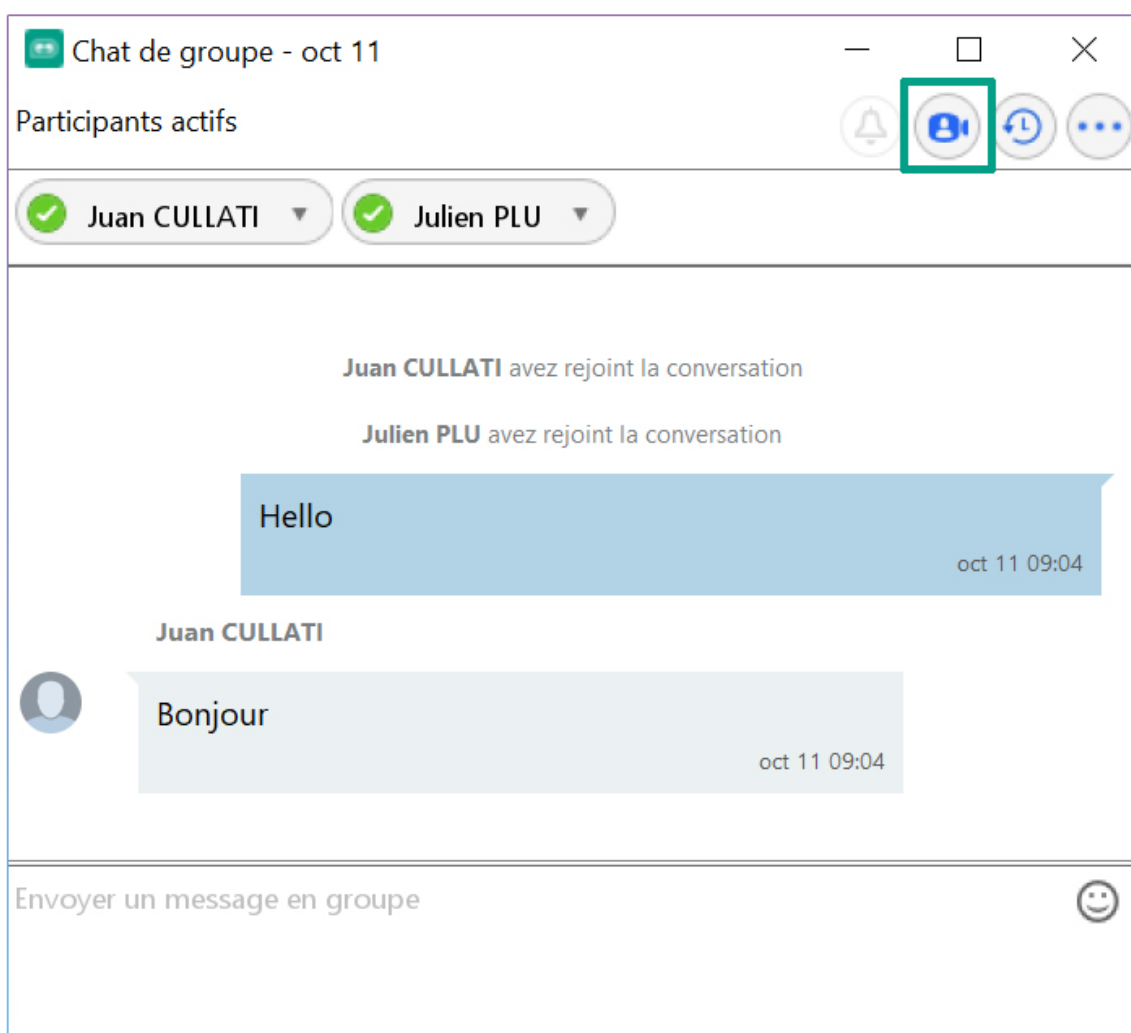 Chat de groupe - oct 11
Participants actifs
Juan CULLATI
Julien PLU
Juan CULLATI avez rejoint la conversation
Julien PLU avez rejoint la conversation
Hello
oct 11 09:04
Juan CULLATI
Bonjour
oct 11 09:04
Envoyer un message en groupe